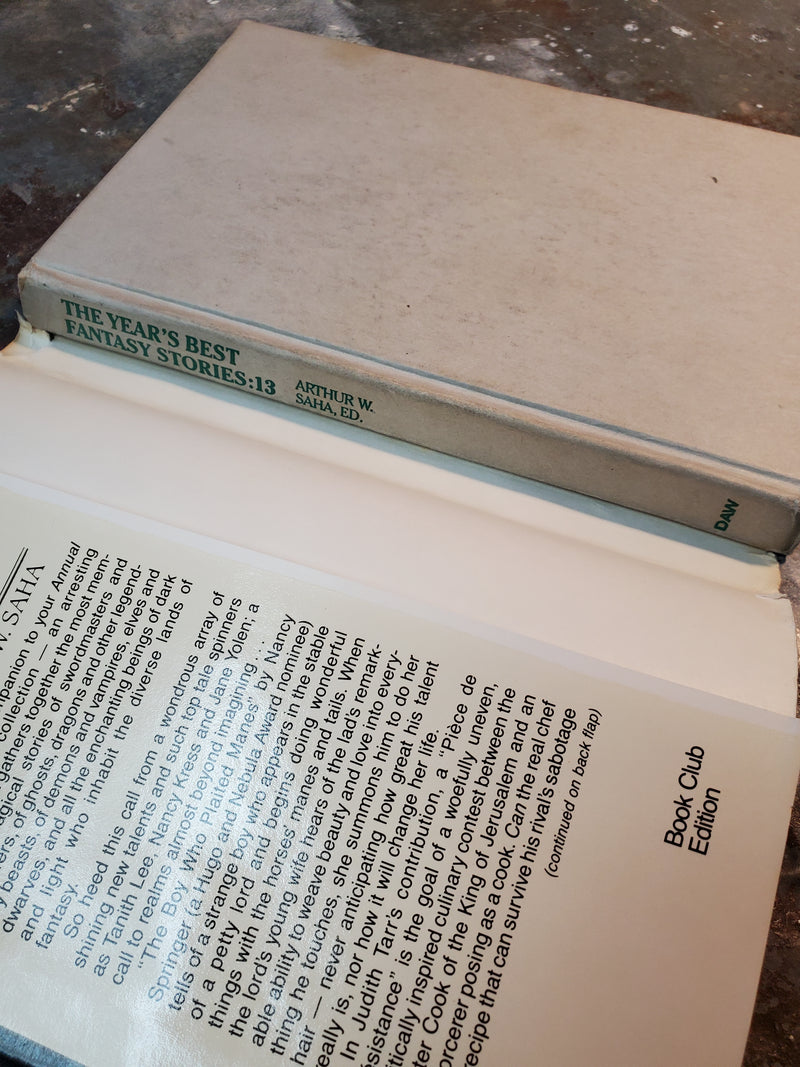 THE YEAR'S BEST
FANTASY STORIES:13
ARTHUR W.
SAHA, ED.
DAW
W. SAHA
companion to your Annual
collection — an arresting
gathers together the most mem-
stories of swordmasters and
of ghosts, dragons and other legend-
y beasts, of demons and vampires, elves and
dwarves, and all the enchanting beings of dark
and light who inhabit the diverse lands of
fantasy.
So heed this call from a wondrous array of
shining new talents and such top tale spinners
as Tanith Lee, Nancy Kress and Jane Yolen; a
call to realms almost beyond imagining . . .
"The Boy Who Plaited Manes" by Nancy
Springer (a Hugo and Nebula Award nominee)
tells of a strange boy who appears in the stable
of a petty lord and begins doing wonderful
things with the horses' manes and tails. When
the lord's young wife hears of the lad's remark-
able ability to weave beauty and love into every-
thing he touches, she summons him to do her
hair — never anticipating how great his talent
really is, nor how it will change her life.
In Judith Tarr's contribution, a "Pièce de
ésistance" is the goal of a woefully uneven,
tically inspired culinary contest between the
ter Cook of the King of Jerusalem and an
orcerer posing as a cook. Can the real chef
recipe that can survive his rival's sabotage
(continued on back flap)
Book Club
Edition